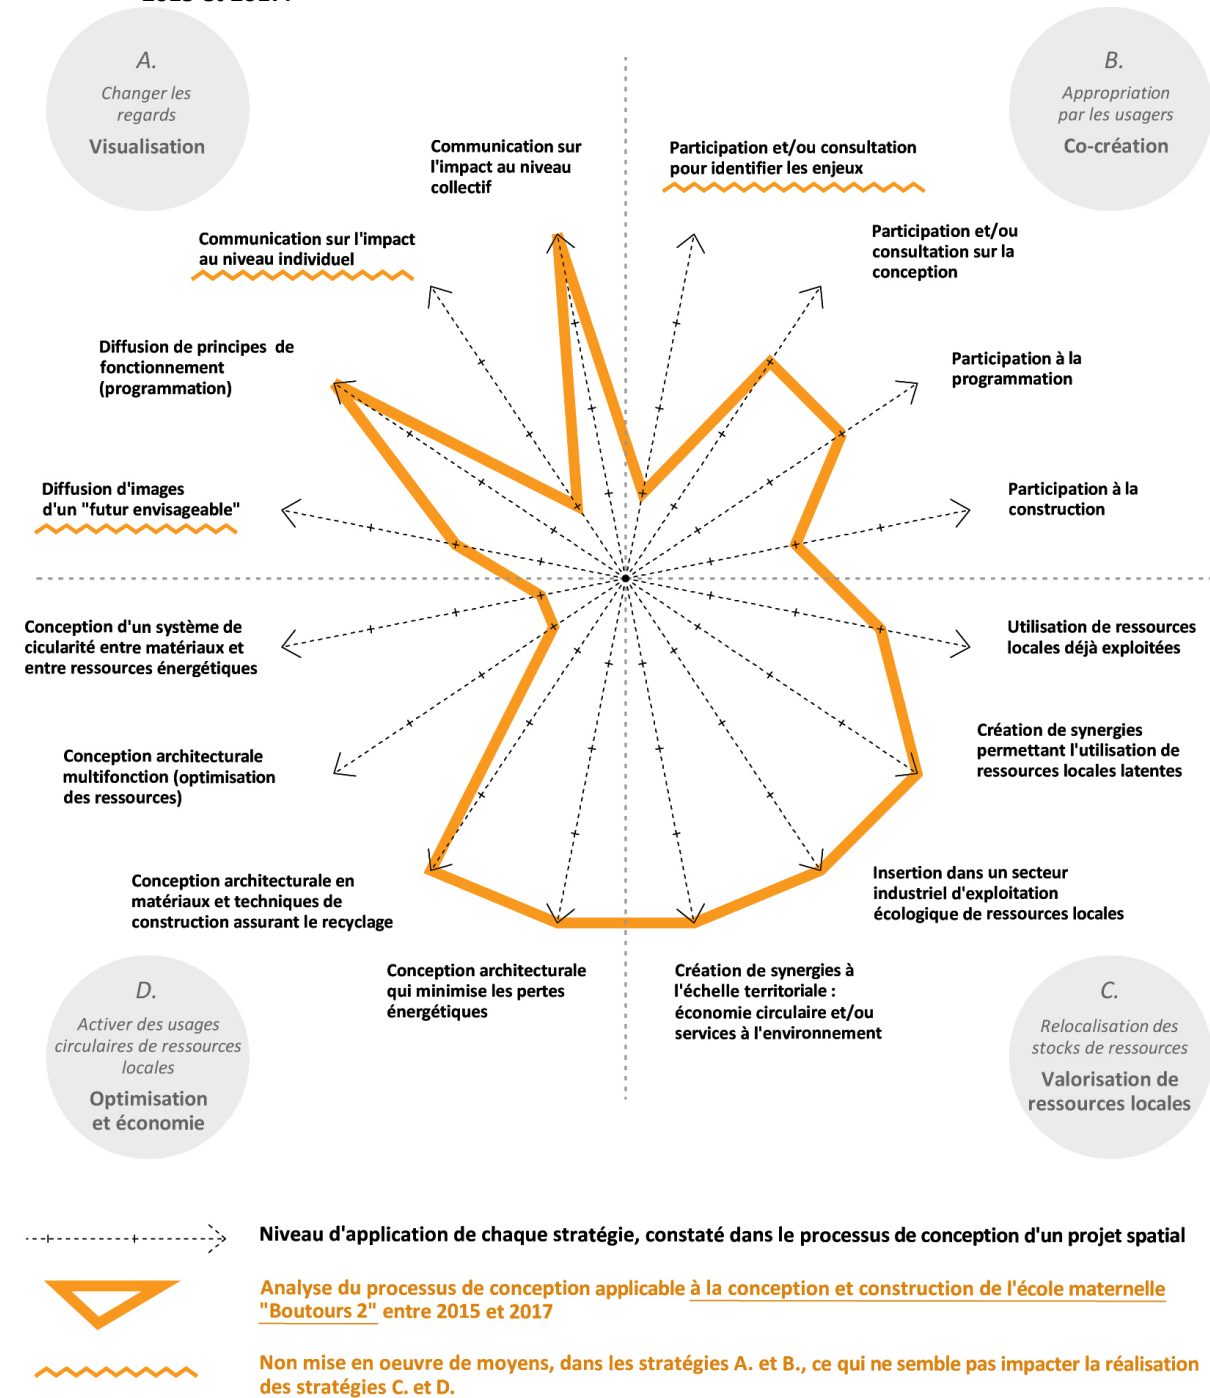 A.
Changer les
regards
Visualisation
B.
Appropriation
par les usagers
Co-création
Communication sur
l'impact au niveau
collectif
Participation et/ou consultation
pour identifier les enjeux
Communication sur l'impact
au niveau individuel
Participation et/ou
consultation sur la
conception
Diffusion de principes de
fonctionnement
(programmation)
Participation à la
programmation
Diffusion d'images
d'un "futur envisageable"
Participation à la
construction
Conception d'un système de
cicularité entre matériaux et
entre ressources énergétiques
Utilisation de ressources
locales déjà exploitées
Conception architecturale
multifonction (optimisation
des ressources)
Création de synergies
permettant l'utilisation de
ressources locales latentes
Conception architecturale en
matériaux et techniques de
construction assurant le recyclage
Insertion dans un secteur
industriel d'exploitation
écologique de ressources locales
Conception architecturale
qui minimise les pertes
énergétiques
Création de synergies à
l'échelle territoriale :
économie circulaire et/ou
services à l'environnement
D.
Activer des usages
circulaires de ressources
locales
Optimisation
et économie
C.
Relocalisation des
stocks de ressources
Valorisation de
ressources locales
Niveau d'application de chaque stratégie, constaté dans le processus de conception d'un projet spatial
Analyse du processus de conception applicable à la conception et construction de l'école maternelle
"Boutours 2" entre 2015 et 2017
Non mise en oeuvre de moyens, dans les stratégies A. et B., ce qui ne semble pas impacter la réalisation
des stratégies C. et D.